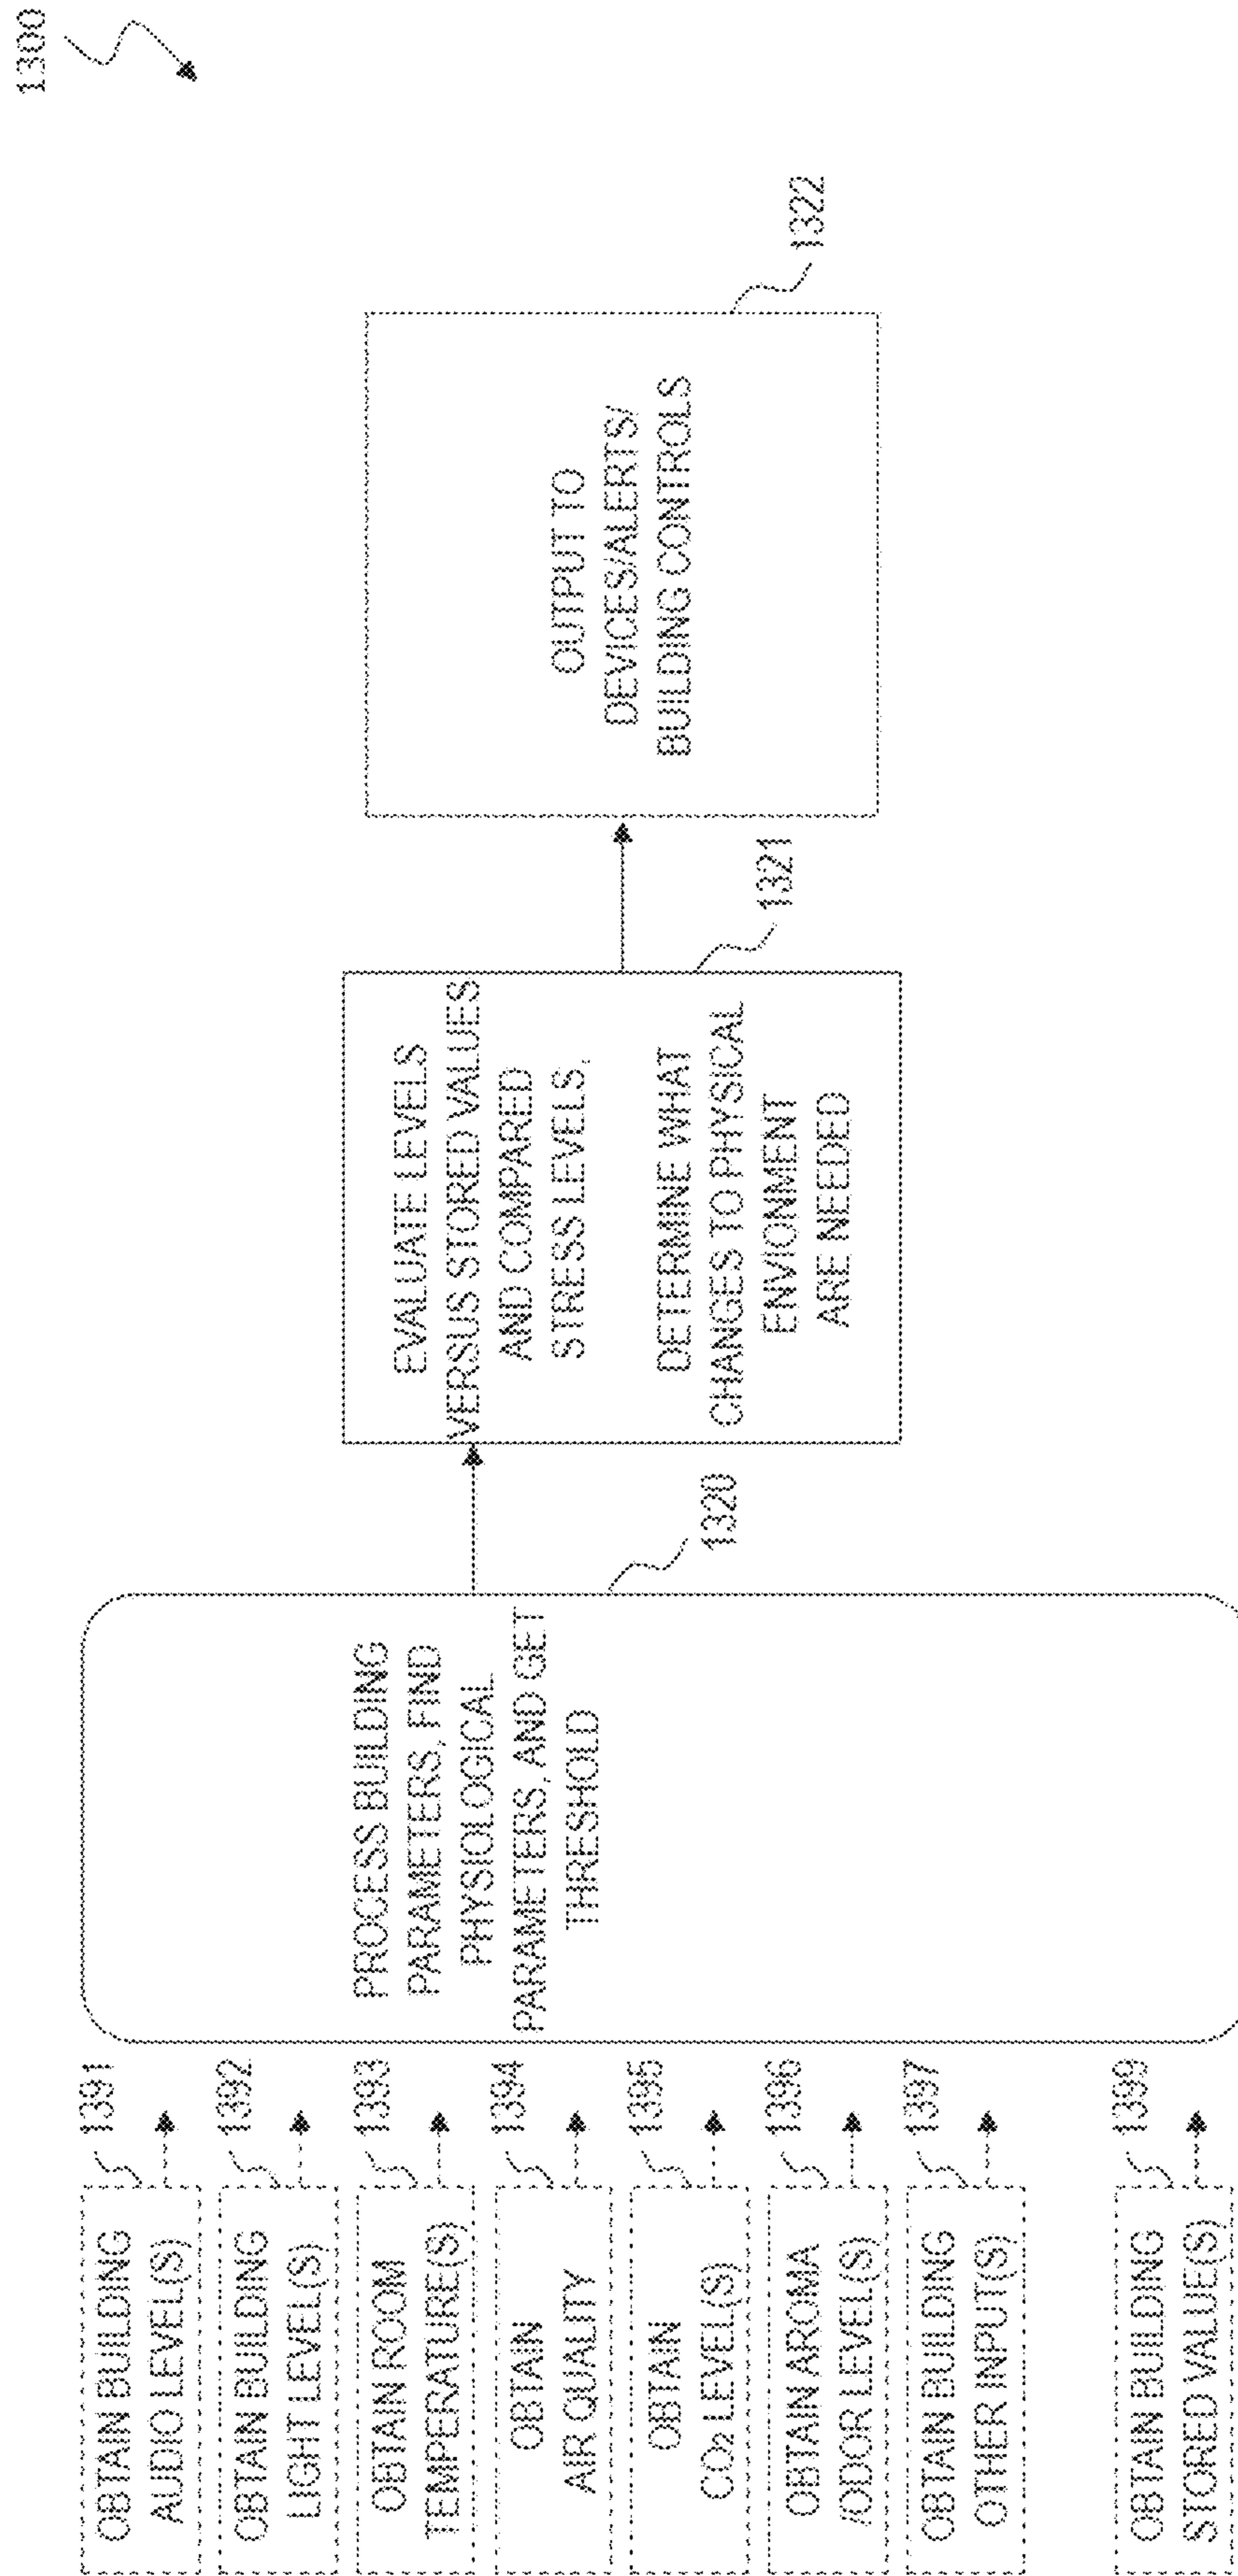 1300
OBTAIN BUILDING
AUDIO LEVEL(S)
1391
OBTAIN BUILDING
LIGHT LEVEL(S)
1392
OBTAIN ROOM
TEMPERATURE(S)
1393
OBTAIN
AIR QUALITY
1394
OBTAIN
CO₂ LEVEL(S)
1395
OBTAIN AROMA
/ODOR LEVEL(S)
1396
OBTAIN BUILDING
OTHER INPUT(S)
1397
OBTAIN BUILDING
STORED VALUE(S)
1399
PROCESS BUILDING
PARAMETERS, FIND
PHYSIOLOGICAL
PARAMETERS, AND GET
THRESHOLD
1320
EVALUATE LEVELS
VERSUS STORED VALUES
AND COMPARED
STRESS LEVELS,
DETERMINE WHAT
CHANGES TO PHYSICAL
ENVIONMENT
ARE NEEDED
1321
OUTPUT TO
DEVICES/ALERTS/
BUILDING CONTROLS
1322